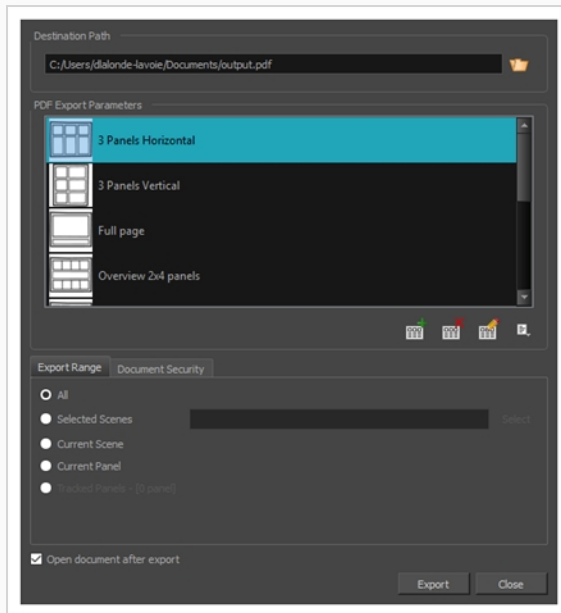 Destination Path
C:/Users/dlalonde-lavoie/Documents/output.pdf
PDF Export Parameters
3 Panels Horizontal
3 Panels Vertical
Full page
Overview 2x4 panels
Export Range
Document Security
All
Selected Scenes
Select
Current Scene
Current Panel
Tracked Panels - [0 panel]
Open document after export
Export
Close